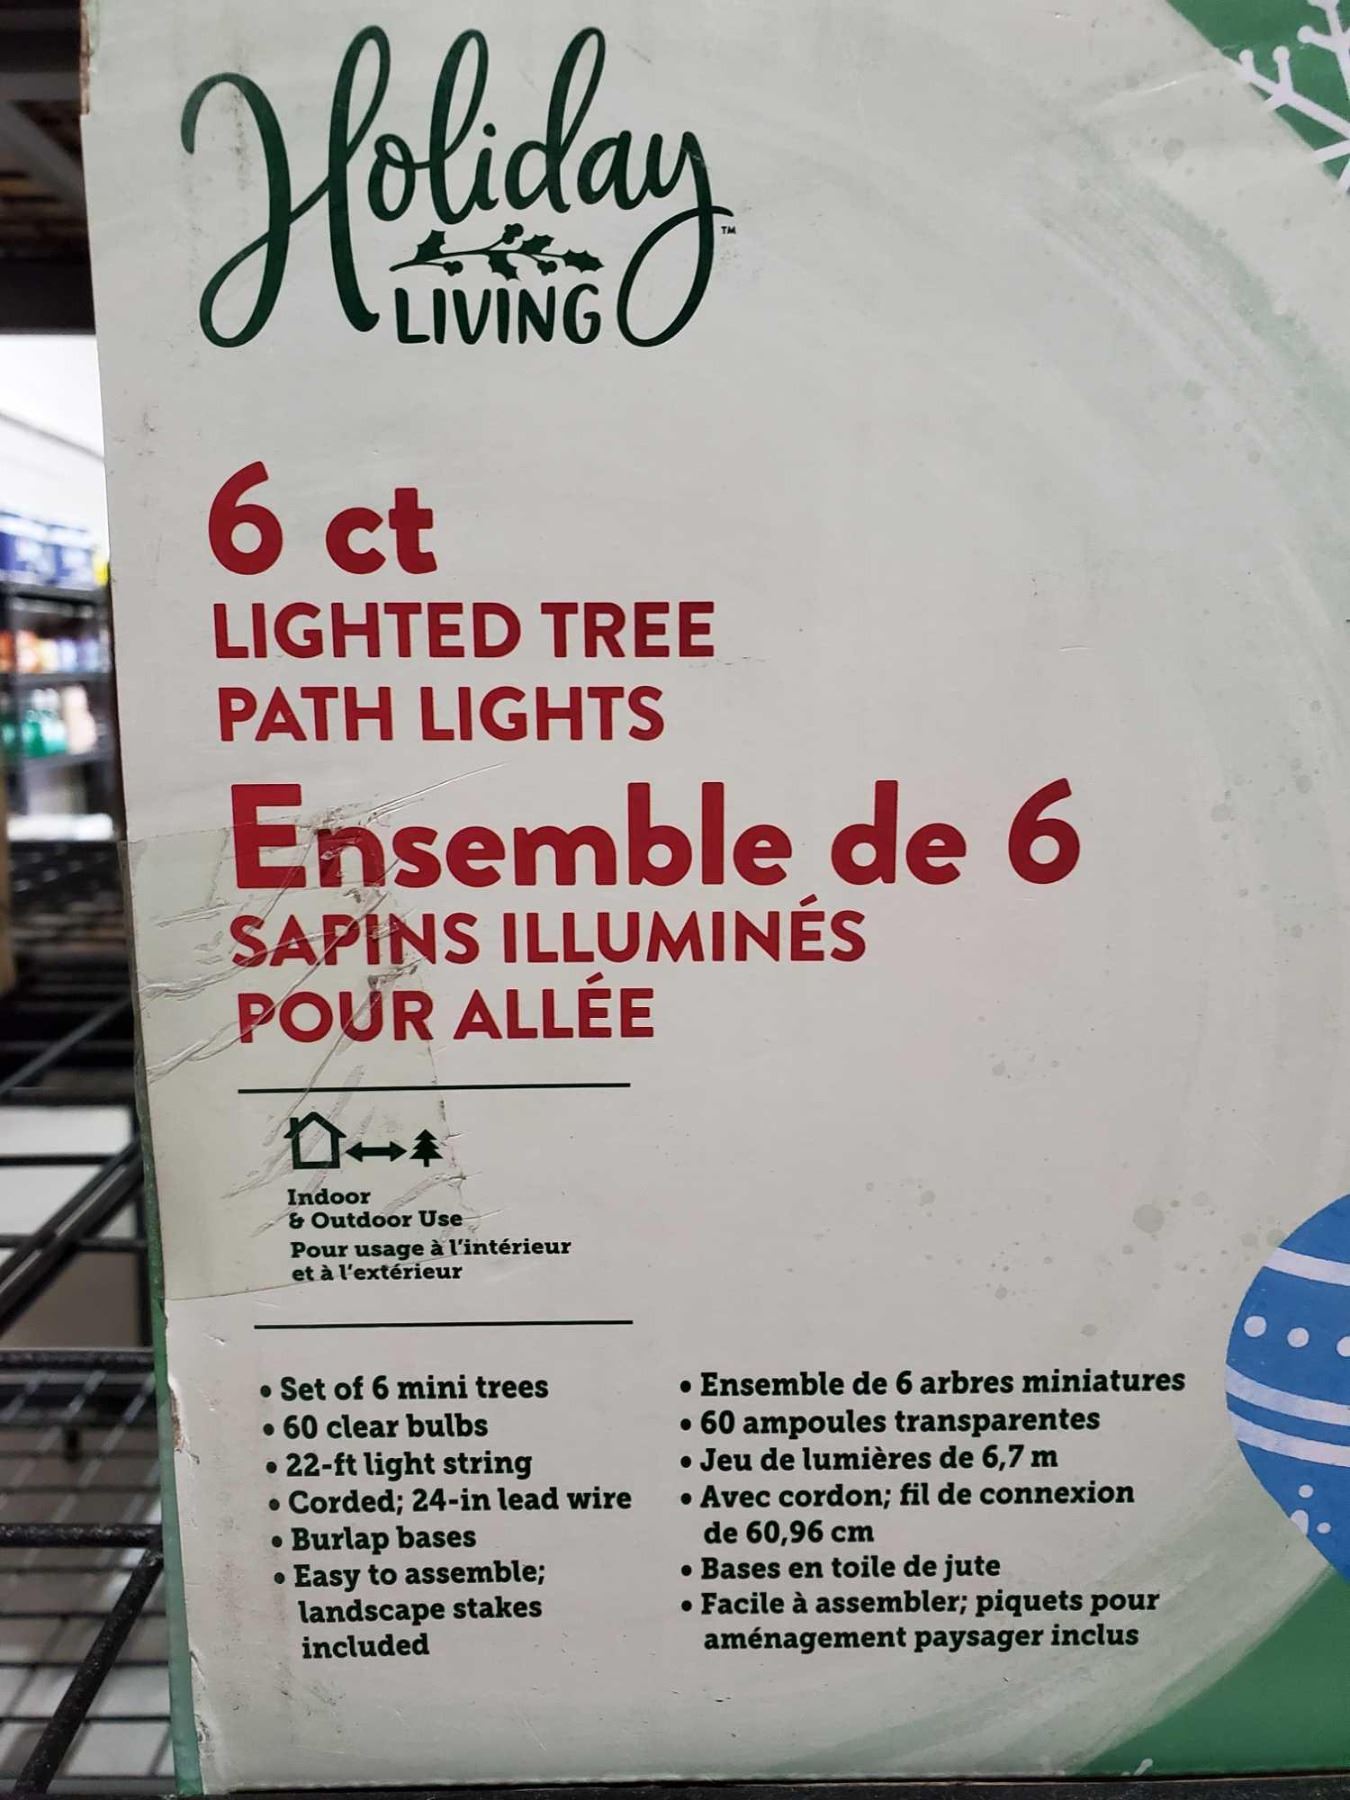 Holiday
LIVING
™
6 ct
LIGHTED TREE
PATH LIGHTS
Ensemble de 6
SAPINS ILLUMINÉS
POUR ALLÉE
Indoor
& Outdoor Use
Pour usage à l'intérieur
et à l'extérieur
• Set of 6 mini trees
• 60 clear bulbs
• 22-ft light string
• Corded; 24-in lead wire
• Burlap bases
• Easy to assemble;
landscape stakes
included
• Ensemble de 6 arbres miniatures
• 60 ampoules transparentes
• Jeu de lumières de 6,7 m
• Avec cordon; fil de connexion
de 60,96 cm
• Bases en toile de jute
• Facile à assembler; piquets pour
aménagement paysager inclus